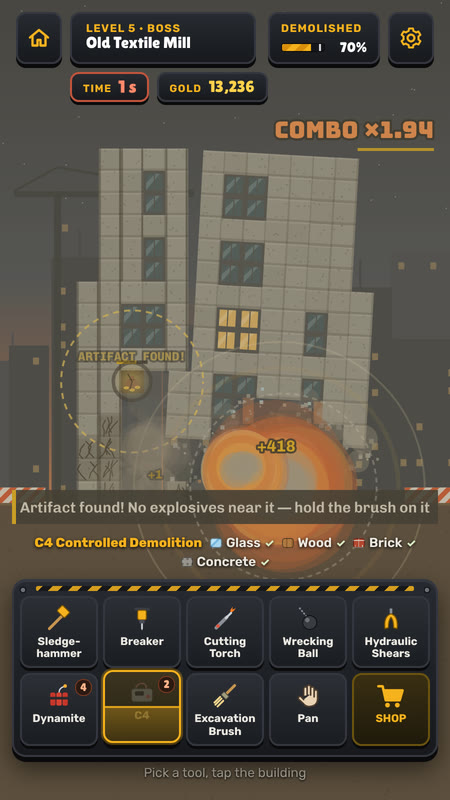 LEVEL 5 · BOSS
Old Textile Mill
DEMOLISHED
70%
TIME 1 s
GOLD 13,236
COMBO ×1.94
ARTIFACT FOUND!
+418
+1
Artifact found! No explosives near it — hold the brush on it
C4 Controlled Demolition Glass ✓ Wood ✓ Brick ✓
Concrete ✓
Sledge-
hammer
Breaker
Cutting
Torch
Wrecking
Ball
Hydraulic
Shears
4
Dynamite
2
C4
Excavation
Brush
Pan
SHOP
Pick a tool, tap the building